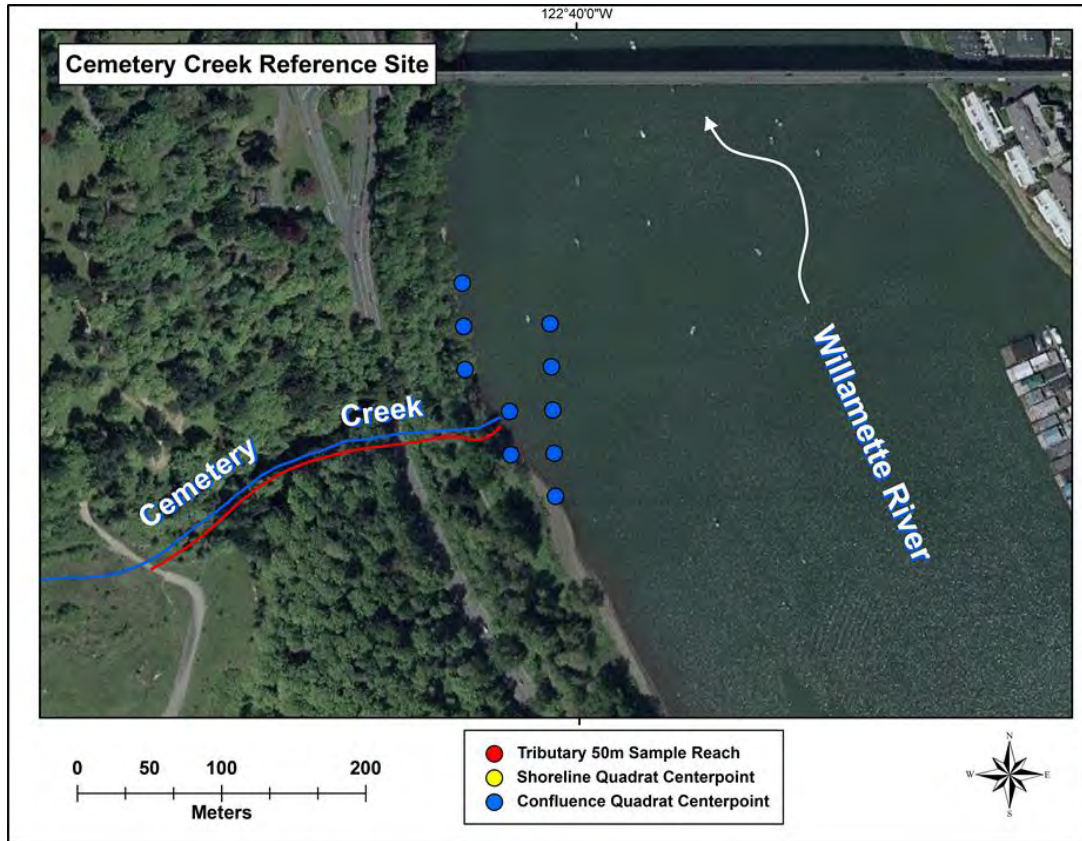 122°40'0"W
Cemetery Creek Reference Site
Cemetery Creek
Willamette River
0 50 100 200
Meters
Tributary 50m Sample Reach
Shoreline Quadrat Centerpoint
Confluence Quadrat Centerpoint
N
W E
S